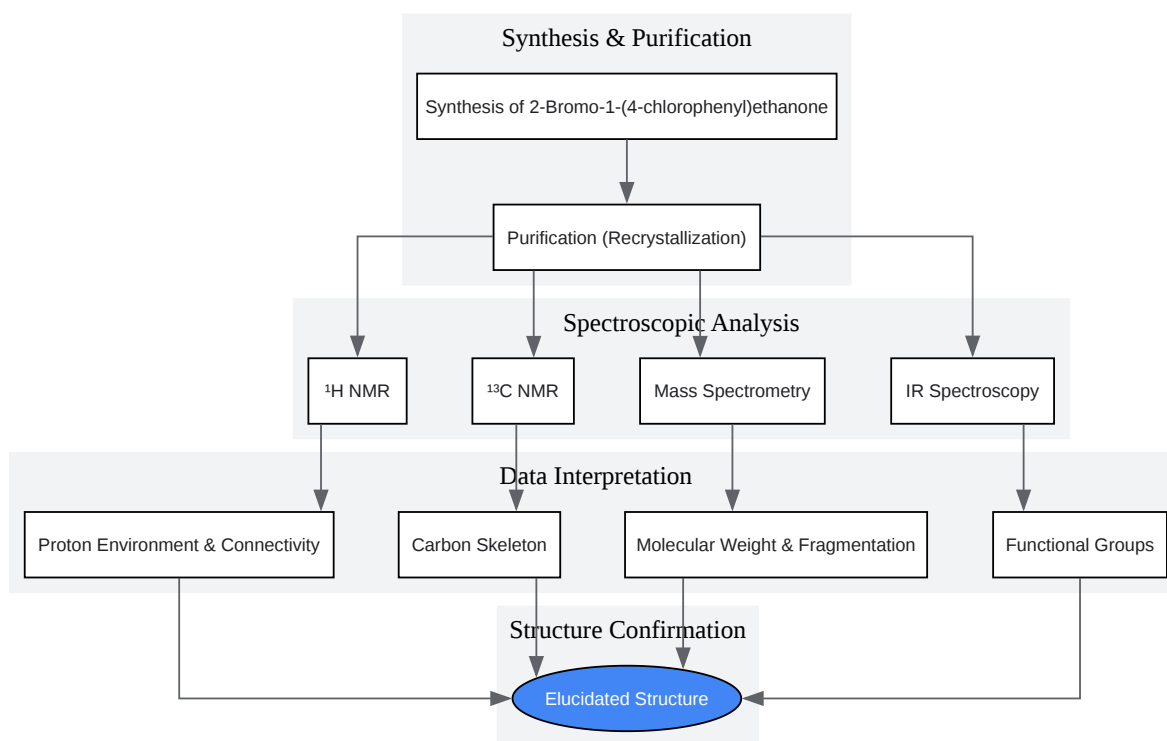 Synthesis & Purification
Synthesis of 2-Bromo-1-(4-chlorophenyl)ethanone
Purification (Recrystallization)
Spectroscopic Analysis
¹H NMR
¹³C NMR
Mass Spectrometry
IR Spectroscopy
Data Interpretation
Proton Environment & Connectivity
Carbon Skeleton
Molecular Weight & Fragmentation
Functional Groups
Structure Confirmation
Elucidated Structure